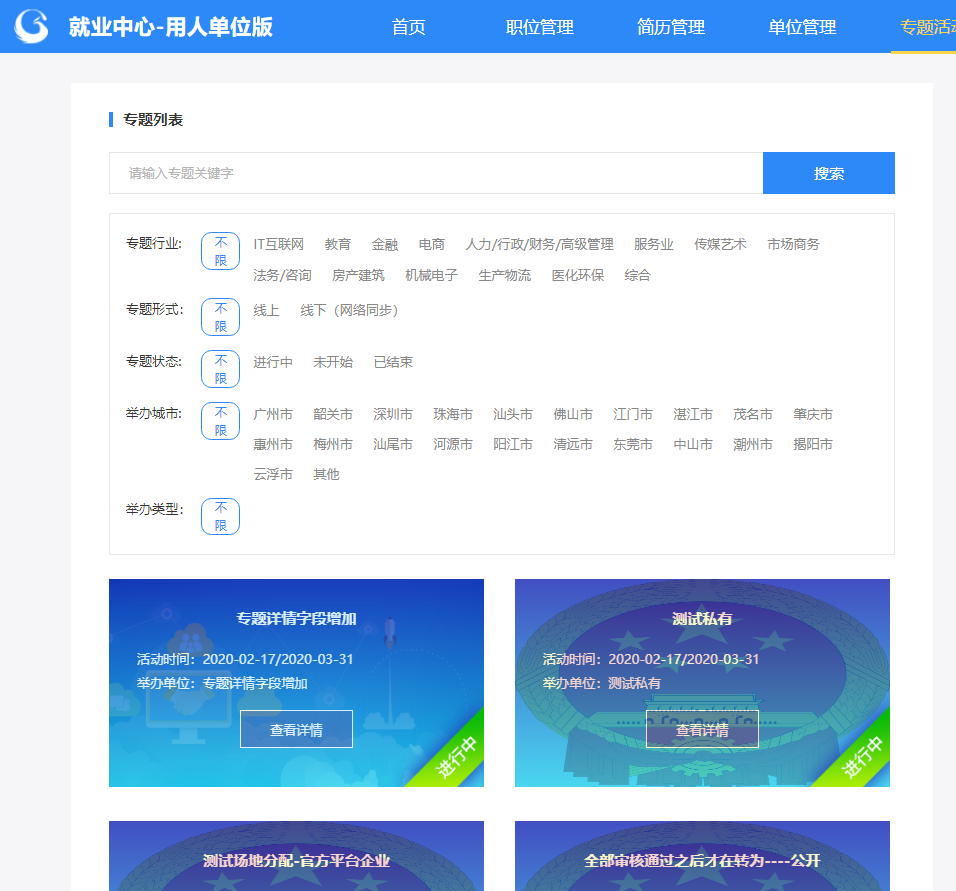 就业中心-用人单位版 首页 职位管理 简历管理 单位管理 专题活
专题列表
请输入专题关键字 搜索
专题行业: 不限 IT互联网 教育 金融 电商 人力/行政/财务/高级管理 服务业 传媒艺术 市场商务
法务/咨询 房产建筑 机械电子 生产物流 医化环保 综合
专题形式: 不限 线上 线下（网络同步）
专题状态: 不限 进行中 未开始 已结束
举办城市: 不限 广州市 韶关市 深圳市 珠海市 汕头市 佛山市 江门市 湛江市 茂名市 肇庆市
惠州市 梅州市 汕尾市 河源市 阳江市 清远市 东莞市 中山市 潮州市 揭阳市
云浮市 其他
举办类型: 不限
专题详情字段增加
活动时间：2020-02-17/2020-03-31
举办单位：专题详情字段增加
查看详情
进行中
测试私有
活动时间：2020-02-17/2020-03-31
举办单位：测试私有
查看详情
进行中
测试场地分配-官方平台企业
全部审核通过之后才在转为----公开